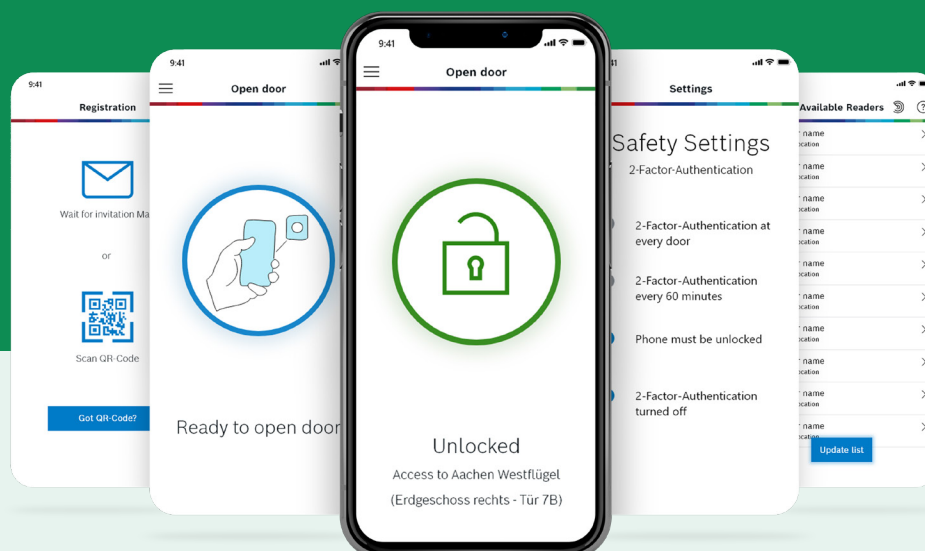 9:41
Registration
Wait for invitation Ma
or
Scan QR-Code
Got QR-Code?
9:41
Open door
Ready to open door
9:41
Open door
Unlocked
Access to Aachen Westflügel
(Erdgeschoss rechts - Tür 7B)
Settings
Safety Settings
2-Factor-Authentication
2-Factor-Authentication at
every door
2-Factor-Authentication
every 60 minutes
Phone must be unlocked
2-Factor-Authentication
turned off
Available Readers
name
name
name
name
name
name
name
name
name
name
Update list